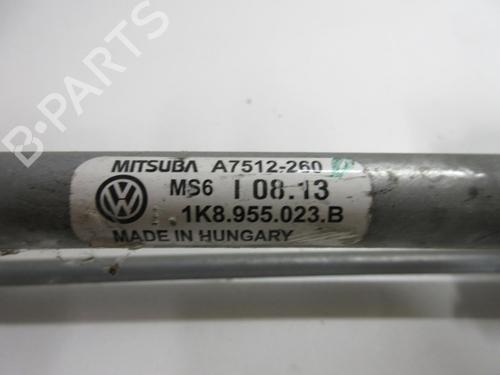 MITSUBA A7512-260
MS6 I 08.13
1K8.955.023.B
MADE IN HUNGARY
B-PARTS